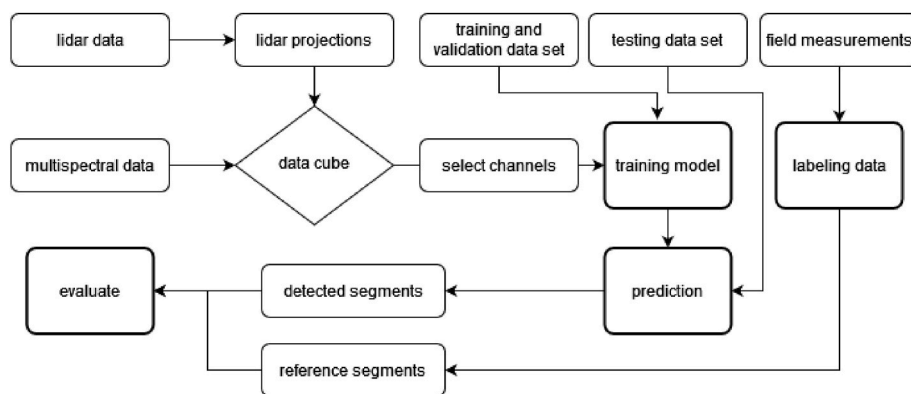 lidar data
lidar projections
training and
validation data set
testing data set
field measurements
multispectral data
data cube
select channels
training model
labeling data
evaluate
detected segments
prediction
reference segments